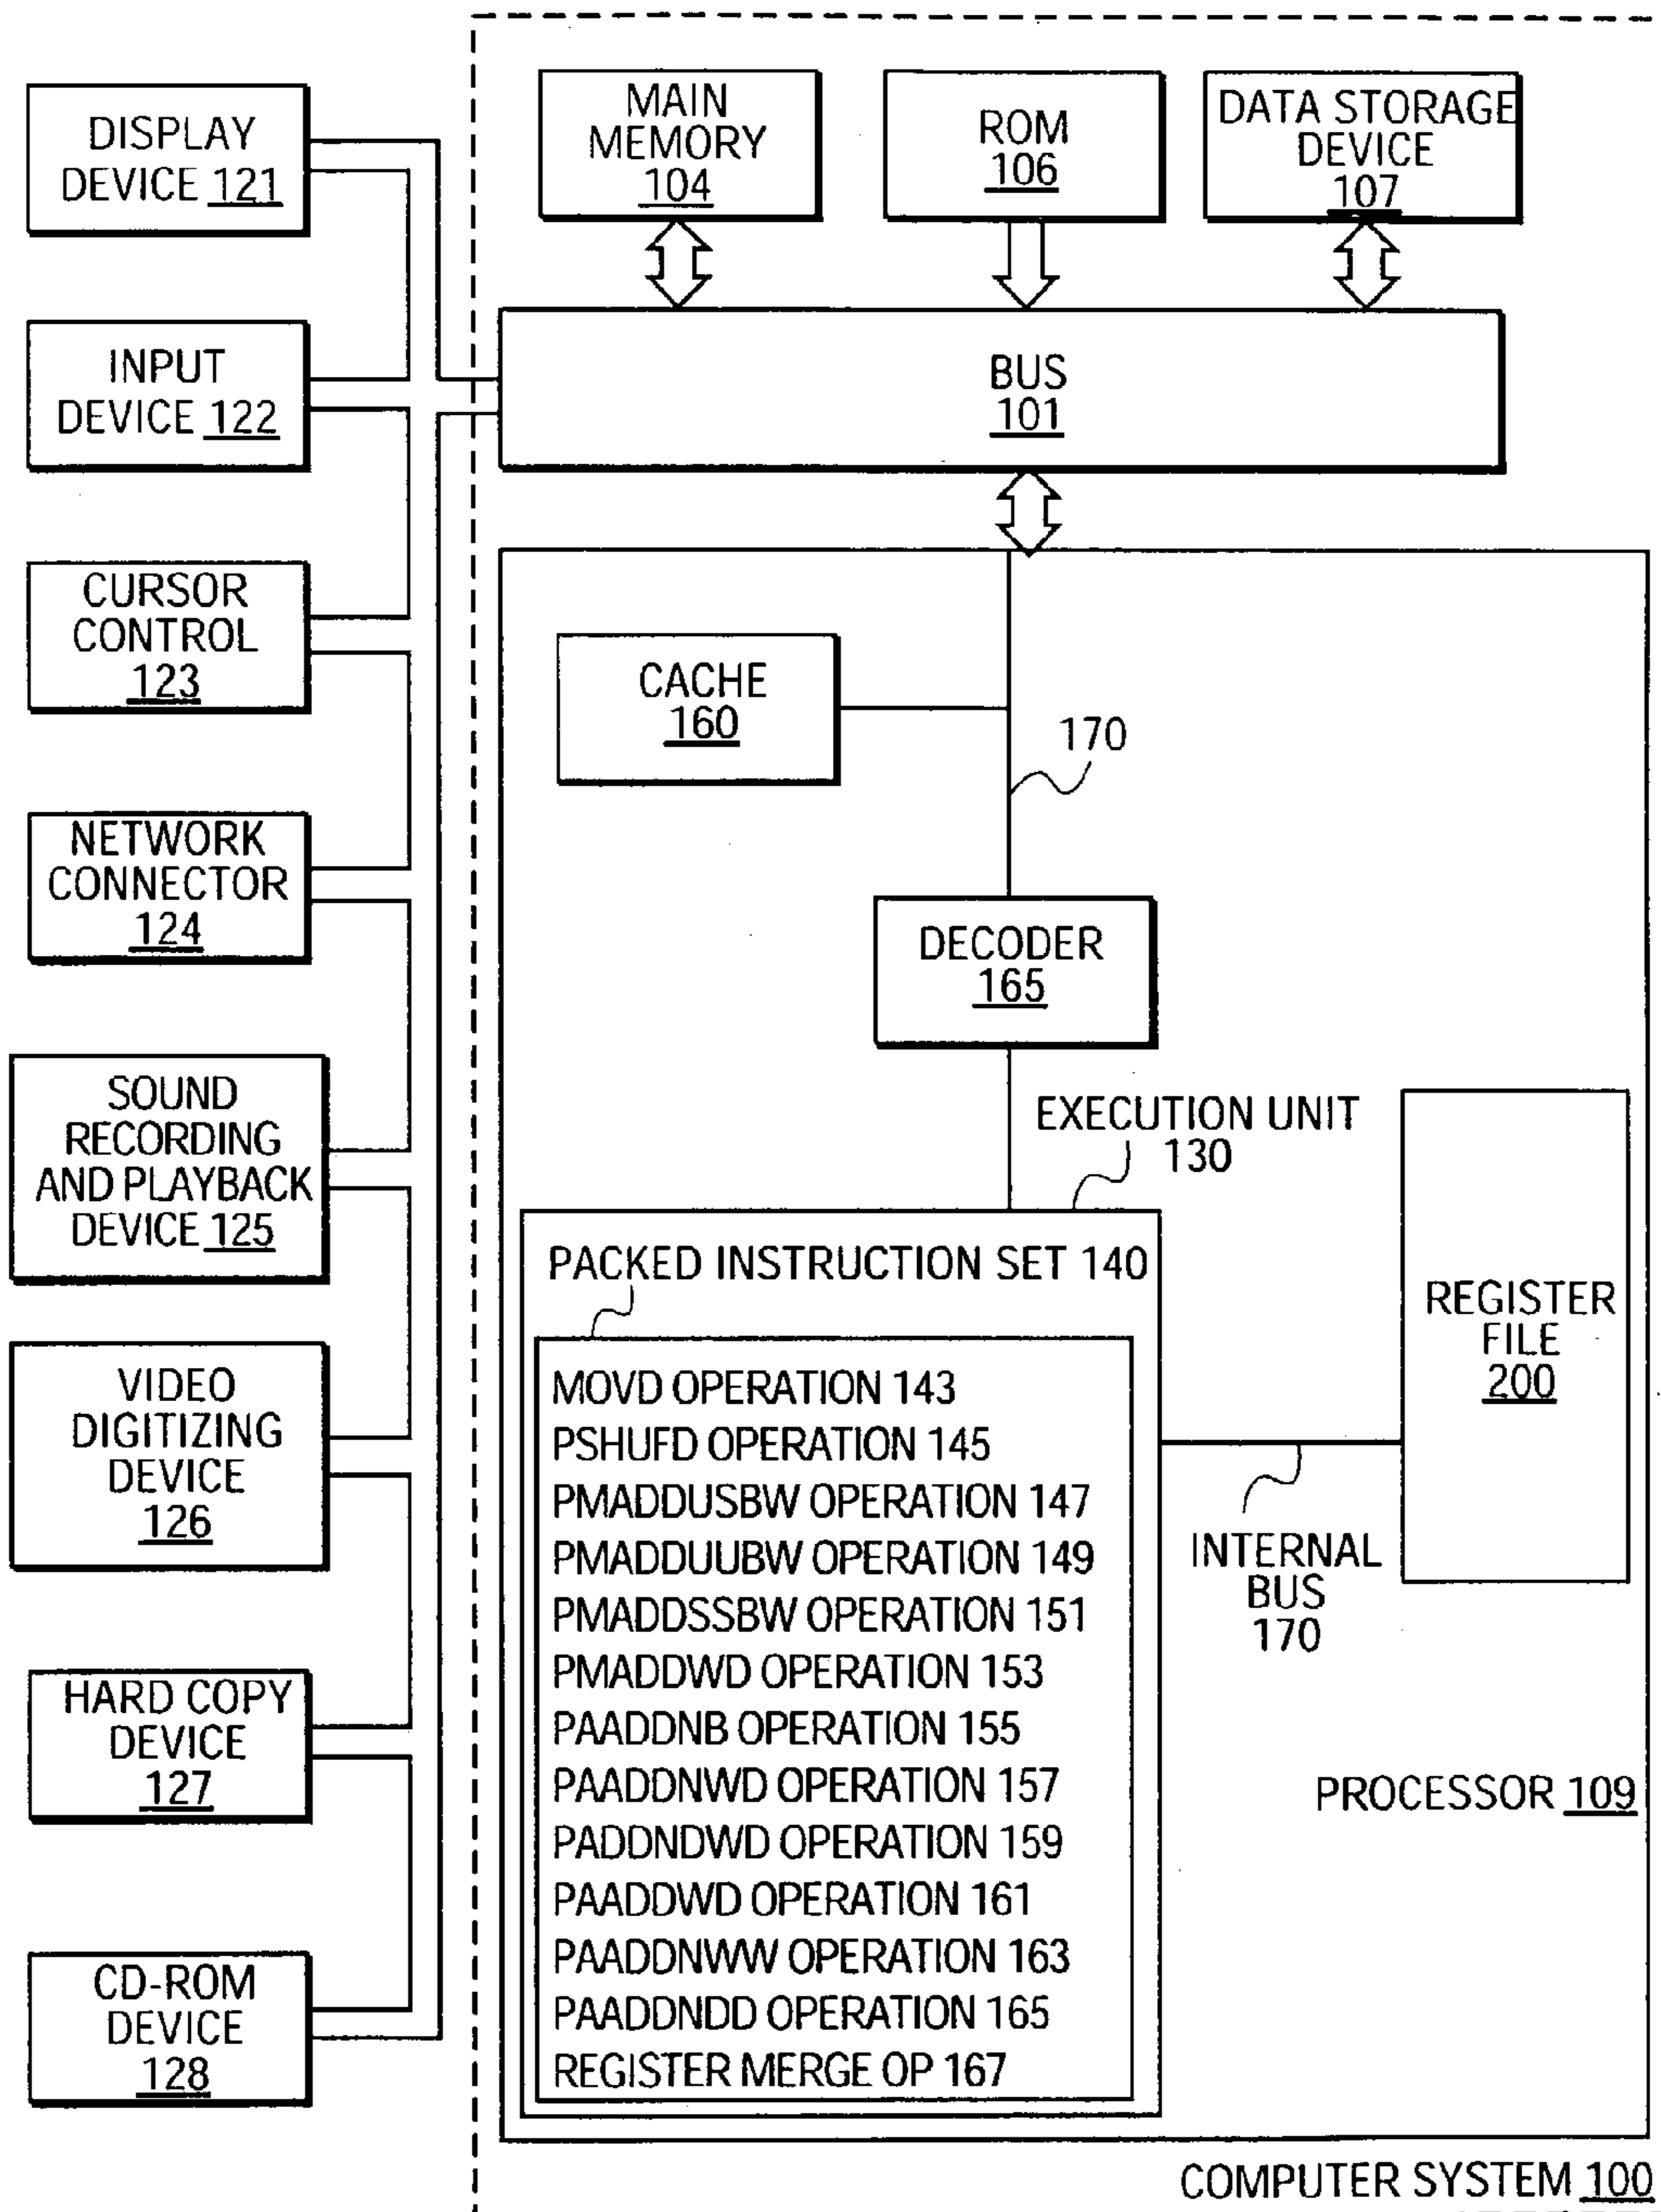 DISPLAY
DEVICE 121
INPUT
DEVICE 122
CURSOR
CONTROL
123
NETWORK
CONNECTOR
124
SOUND
RECORDING
AND PLAYBACK
DEVICE 125
VIDEO
DIGITIZING
DEVICE
126
HARD COPY
DEVICE
127
CD-ROM
DEVICE
128
MAIN
MEMORY
104
ROM
106
DATA STORAGE
DEVICE
107
BUS
101
CACHE
160
170
DECODER
165
EXECUTION UNIT
130
PACKED INSTRUCTION SET 140
MOVD OPERATION 143
PSHUFD OPERATION 145
PMADDUSBW OPERATION 147
PMADDUUBW OPERATION 149
PMADDSSBW OPERATION 151
PMADDWD OPERATION 153
PAADDNB OPERATION 155
PAADDNWD OPERATION 157
PADDNDWD OPERATION 159
PAADDWD OPERATION 161
PAADDNWW OPERATION 163
PAADDNDD OPERATION 165
REGISTER MERGE OP 167
REGISTER
FILE
200
INTERNAL
BUS
170
PROCESSOR 109
COMPUTER SYSTEM 100